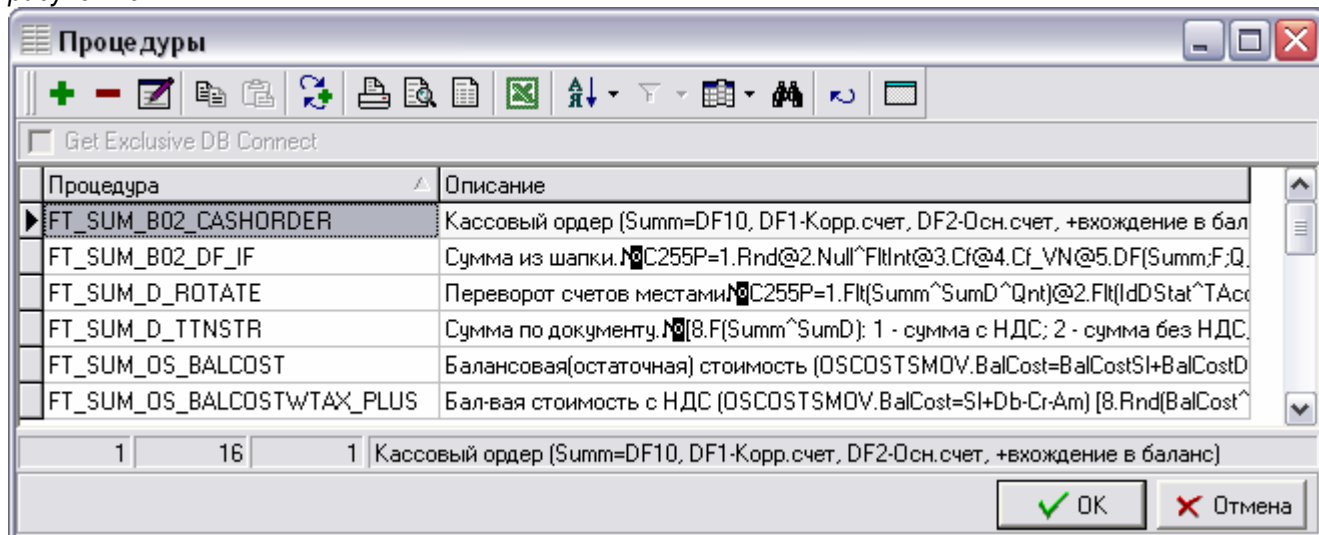 Процедуры
Get Exclusive DB Connect
Процедура Описание
FT_SUM_B02_CASHORDER Кассовый ордер (Summ=DF10, DF1-Корр.счет, DF2-Осн.счет, +вхождение в бал
FT_SUM_B02_DF_IF Сумма из шапки.№C255P=1.Rnd@2.Null^FltInt@3.Cf@4.Cf_VN@5.DF(Summ;F;Q.
FT_SUM_D_ROTATE Переворот счетов местами№C255P=1.Flt(Summ^SumD^Qnt)@2.Flt(IdDStat^TAcc
FT_SUM_D_TTNSTR Сумма по документу.№[8.F(Summ^SumD): 1 - сумма с НДС; 2 - сумма без НДС.
FT_SUM_OS_BALCOST Балансовая(остаточная) стоимость (OSCOSTSMOV.BalCost=BalCostSl+BalCostD
FT_SUM_OS_BALCOSTWTAX_PLUS Бал-вая стоимость с НДС (OSCOSTSMOV.BalCost=Sl+Db-Cr-Am) [8.Rnd(BalCost^
1 16 1 Кассовый ордер (Summ=DF10, DF1-Корр.счет, DF2-Осн.счет, +вхождение в баланс)
OK Отмена